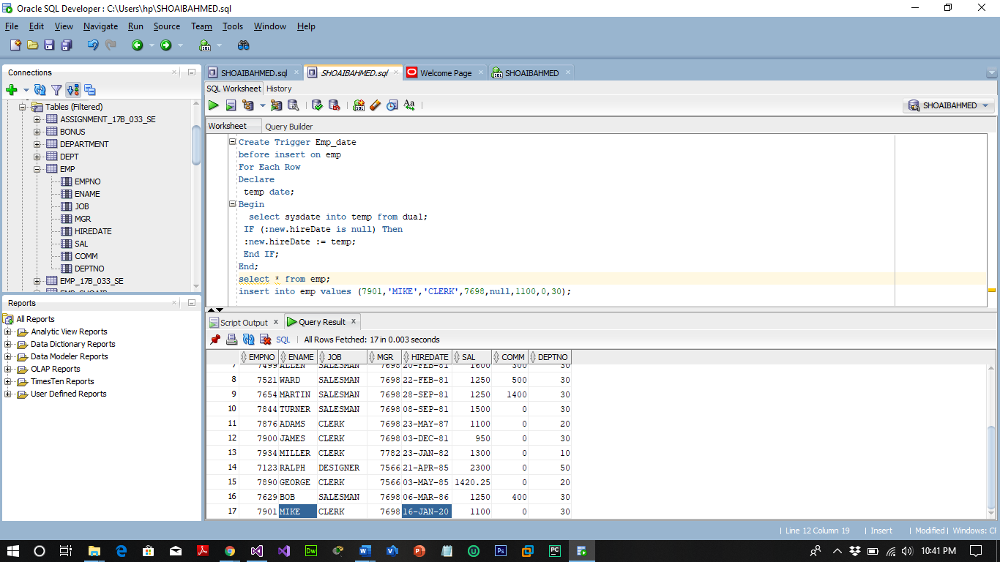 Oracle SQL Developer : C:\Users\hp\SHOAIBAHMED.sql
File Edit View Navigate Run Source Team Tools Window Help
Connections
SHOAIBAHMED.sql SHOAIBAHMED.sql Welcome Page SHOAIBAHMED
SQL Worksheet History
SHOAIBAHMED
Worksheet Query Builder
Tables (Filtered)
ASSIGNMENT_17B_033_SE
BONUS
DEPARTMENT
DEPT
EMP
EMPNO
ENAME
JOB
MGR
HIREDATE
SAL
COMM
DEPTNO
EMP_17B_033_SE
Create Trigger Emp_date
before insert on emp
For Each Row
Declare
temp date;
Begin
select sysdate into temp from dual;
IF (:new.hireDate is null) Then
:new.hireDate := temp;
End IF;
End;
select * from emp;
insert into emp values (7901,'MIKE','CLERK',7698,null,1100,0,30);
Reports
All Reports
Analytic View Reports
Data Dictionary Reports
Data Modeler Reports
OLAP Reports
TimesTen Reports
User Defined Reports
Script Output x Query Result x
SQL | All Rows Fetched: 17 in 0.003 seconds
EMPNO ENAME JOB MGR HIREDATE SAL COMM DEPTNO
7 7499 ALLEN SALESMAN 7698 20-FEB-81 1600 300 30
8 7521 WARD SALESMAN 7698 22-FEB-81 1250 500 30
9 7654 MARTIN SALESMAN 7698 28-SEP-81 1250 1400 30
10 7844 TURNER SALESMAN 7698 08-SEP-81 1500 0 30
11 7876 ADAMS CLERK 7698 23-MAY-87 1100 0 20
12 7900 JAMES CLERK 7698 03-DEC-81 950 0 30
13 7934 MILLER CLERK 7782 23-JAN-82 1300 0 10
14 7123 RALPH DESIGNER 7566 21-APR-85 2300 0 50
15 7890 GEORGE CLERK 7566 03-MAY-85 1420.25 0 20
16 7629 BOB SALESMAN 7698 06-MAR-86 1250 400 30
17 7901 MIKE CLERK 7698 16-JAN-20 1100 0 30
| Line 12 Column 19 | Insert | Modified | Windows:
10:41 PM